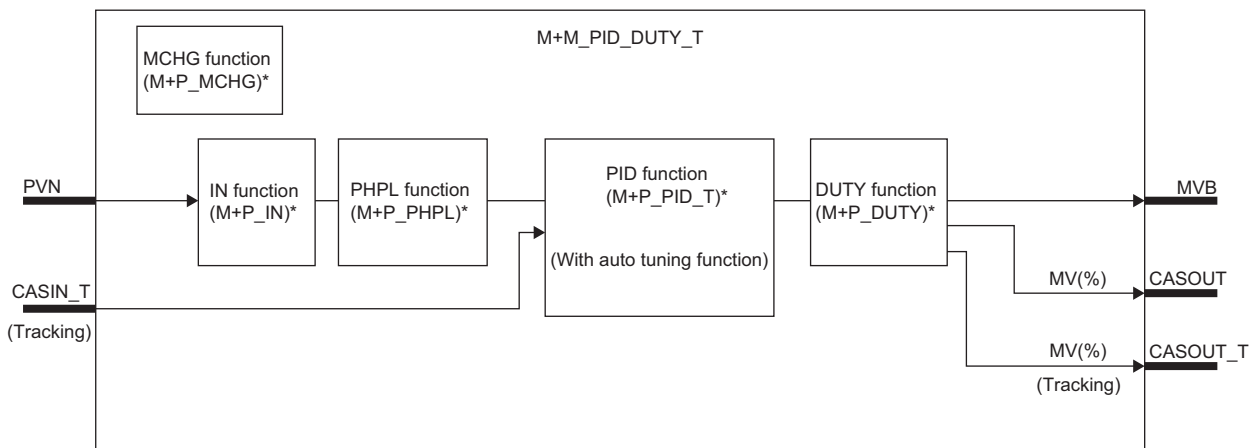 M+M_PID_DUTY_T
MCHG function
(M+P_MCHG)*
PVN
IN function
(M+P_IN)*
PHPL function
(M+P_PHPL)*
PID function
(M+P_PID_T)*
(With auto tuning function)
DUTY function
(M+P_DUTY)*
MVB
CASIN_T
(Tracking)
MV(%)
CASOUT
MV(%)
(Tracking)
CASOUT_T